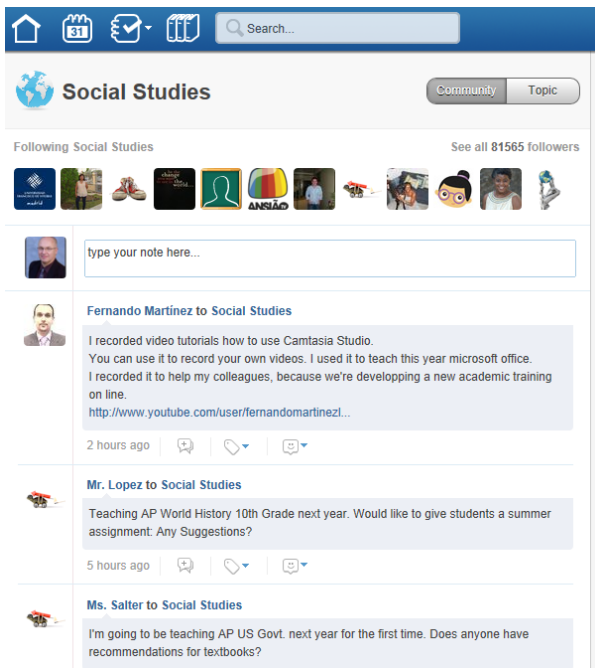 31
Search...
Social Studies
Community Topic
Following Social Studies
See all 81565 followers
change
the
world
ANSIÃO
madrid
type your note here...
Fernando Martínez to Social Studies
I recorded video tutorials how to use Camtasia Studio.
You can use it to record your own videos. I used it to teach this year microsoft office.
I recorded it to help my colleagues, because we're developping a new academic training
on line.
http://www.youtube.com/user/fernandomartinezl...
2 hours ago
Mr. Lopez to Social Studies
Teaching AP World History 10th Grade next year. Would like to give students a summer
assignment: Any Suggestions?
5 hours ago
Ms. Salter to Social Studies
I'm going to be teaching AP US Govt. next year for the first time. Does anyone have
recommendations for textbooks?